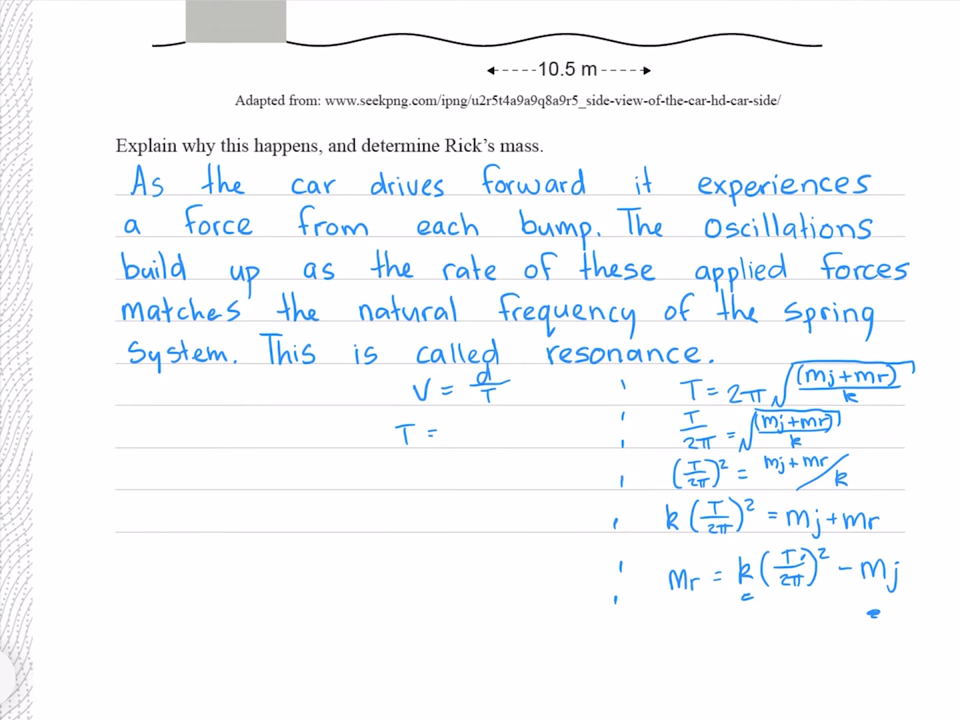 10.5 m
Adapted from: www.seekpng.com/ipng/u2r5t4a9a9q8a9r5_side-view-of-the-car-hd-car-side/
Explain why this happens, and determine Rick's mass.
As the car drives forward it experiences
a force from each bump. The oscillations
build up as the rate of these applied forces
matches the natural frequency of the spring
system. This is called resonance.
V = d/T
T =
T = 2π √((mj+mr)/k)
T/2π = √((mj+mr)/k)
(T/2π)² = mj+mr/k
k(T/2π)² = mj+mr
mr = k(T/2π)² - mj